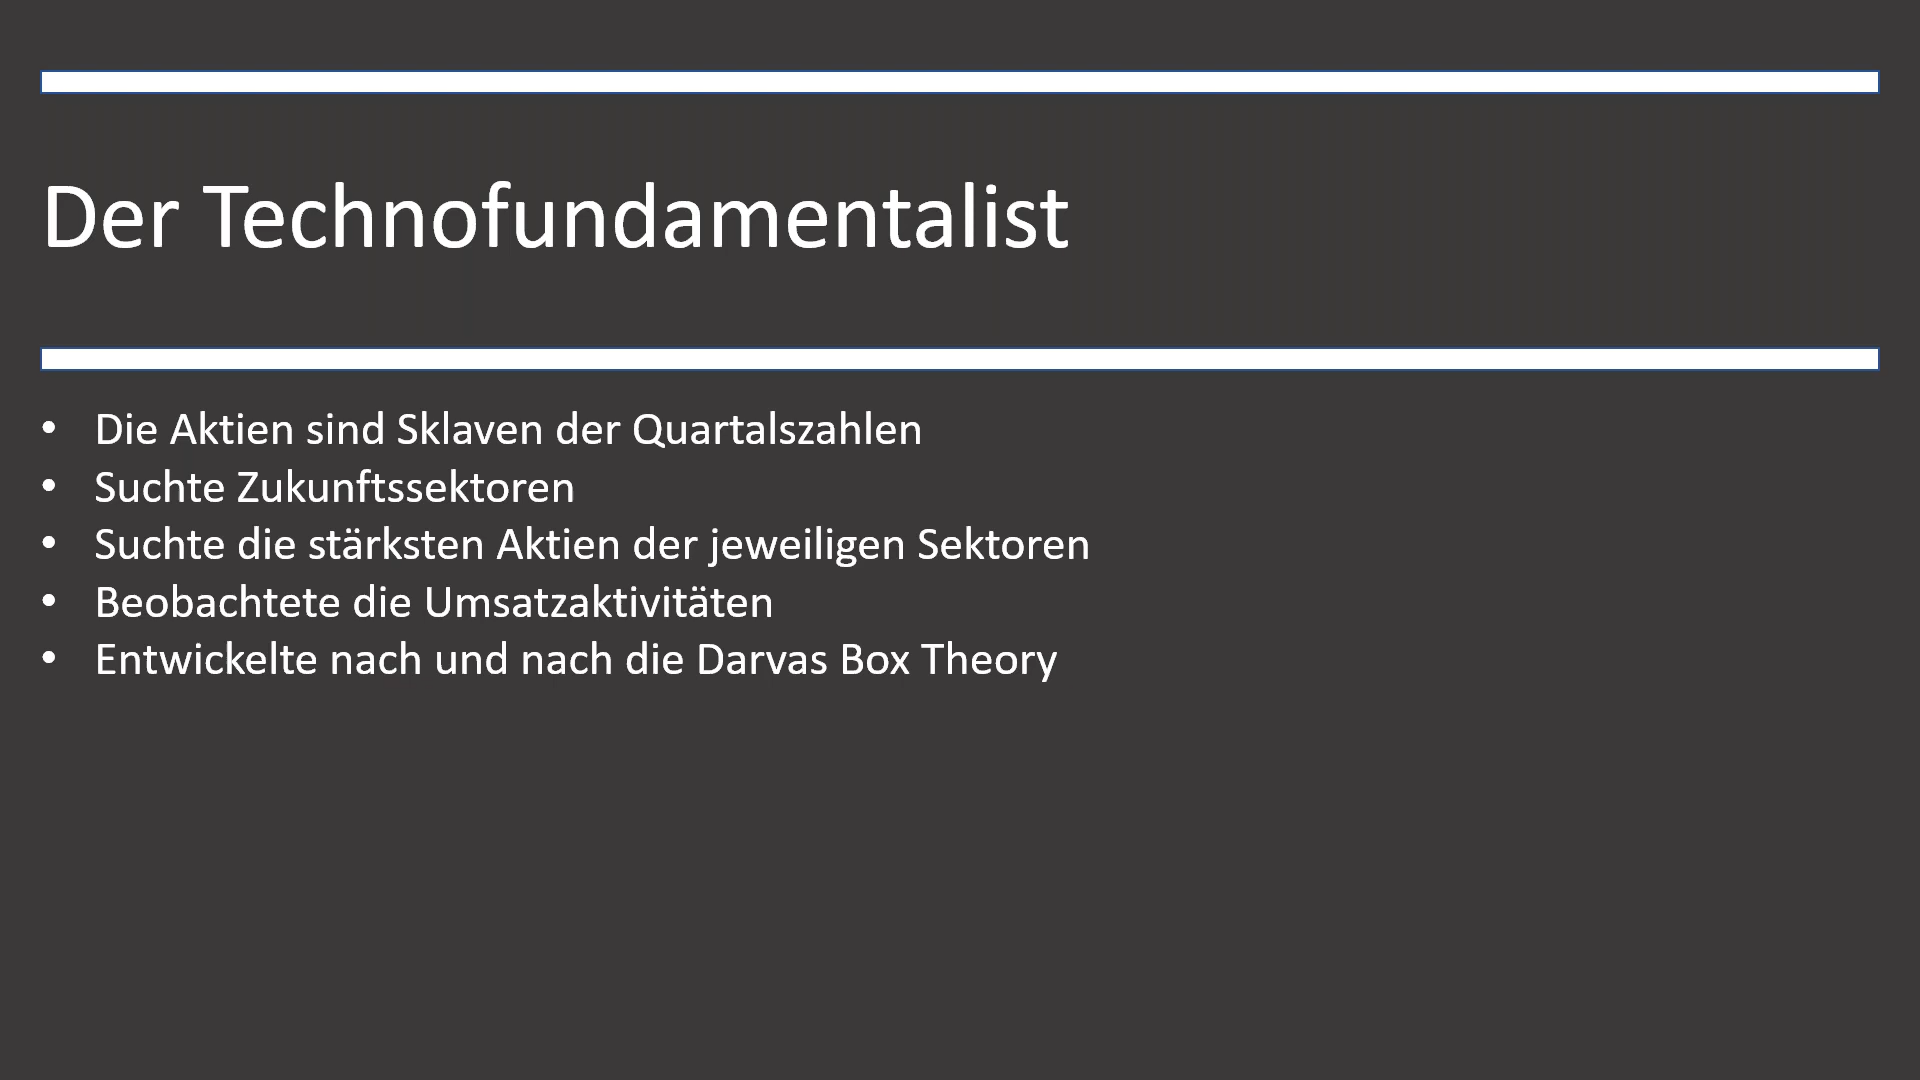 Der Technofundamentalist
• Die Aktien sind Sklaven der Quartalszahlen
• Suchte Zukunftssektoren
• Suchte die stärksten Aktien der jeweiligen Sektoren
• Beobachtete die Umsatzaktivitäten
• Entwickelte nach und nach die Darvas Box Theory